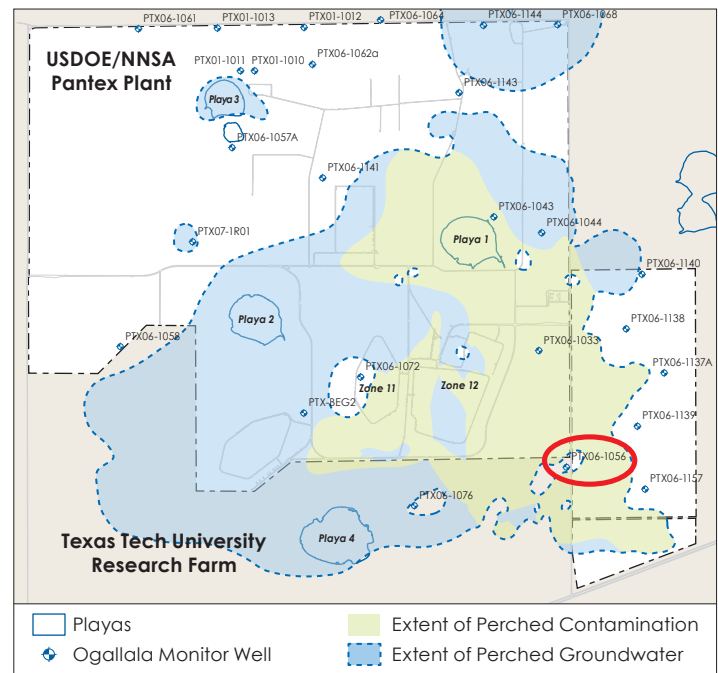 PTX06-1061
PTX01-1013
PTX01-1012
PTX06-1064
PTX06-1144
PTX06-1068
USDOE/NNSA
Pantex Plant
PTX01-1011
PTX01-1010
PTX06-1062a
PTX06-1143
Playa 3
PTX06-1057A
PTX06-1141
PTX06-1043
PTX06-1044
PTX07-1R01
Playa 1
PTX06-1140
Playa 2
PTX06-1138
PTX06-1058
PTX06-1033
PTX06-1072
PTX06-1137A
Zone 11
Zone 12
PTX-BEG2
PTX06-1139
PTX06-1056
PTX06-1076
PTX06-1157
Texas Tech University
Research Farm
Playa 4
Playas
Extent of Perched Contamination
Ogallala Monitor Well
Extent of Perched Groundwater